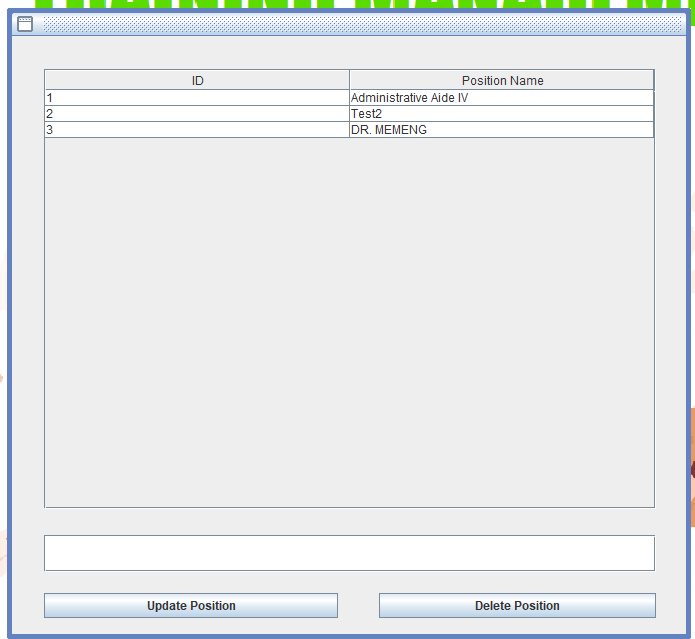 ID Position Name
1 Administrative Aide IV
2 Test2
3 DR. MEMENG
Update Position Delete Position